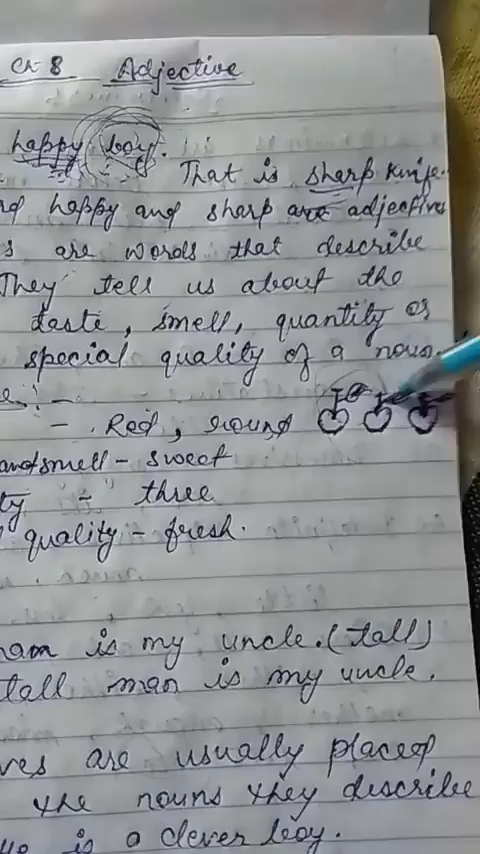 Ch 8 Adjective
happy boy. That is sharp knife.
happy and sharp are adjectives
are words that describe
They tell us about the
taste, smell, quantity or
special quality of a noun.
- Red, round
and smell - sweet
ty - three
quality - fresh.
is my uncle. (tall)
tall man is my uncle.
ves are usually placed
the nouns they describe
is a clever boy.